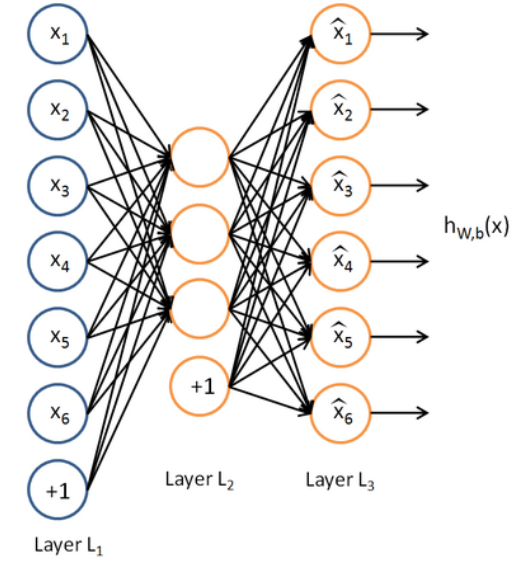 x1
x2
x3
x4
x5
x6
+1
Layer L1
+1
Layer L2
x̂1
x̂2
x̂3
x̂4
x̂5
x̂6
Layer L3
hW,b(x)